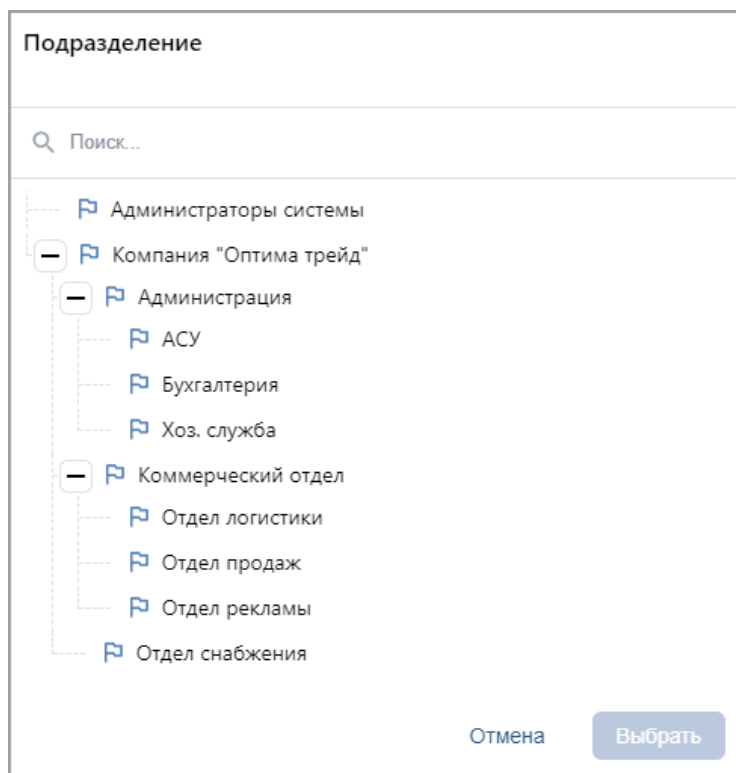 Подразделение
Поиск...
Администраторы системы
Компания "Оптима трейд"
Администрация
АСУ
Бухгалтерия
Хоз. служба
Коммерческий отдел
Отдел логистики
Отдел продаж
Отдел рекламы
Отдел снабжения
Отмена Выбрать